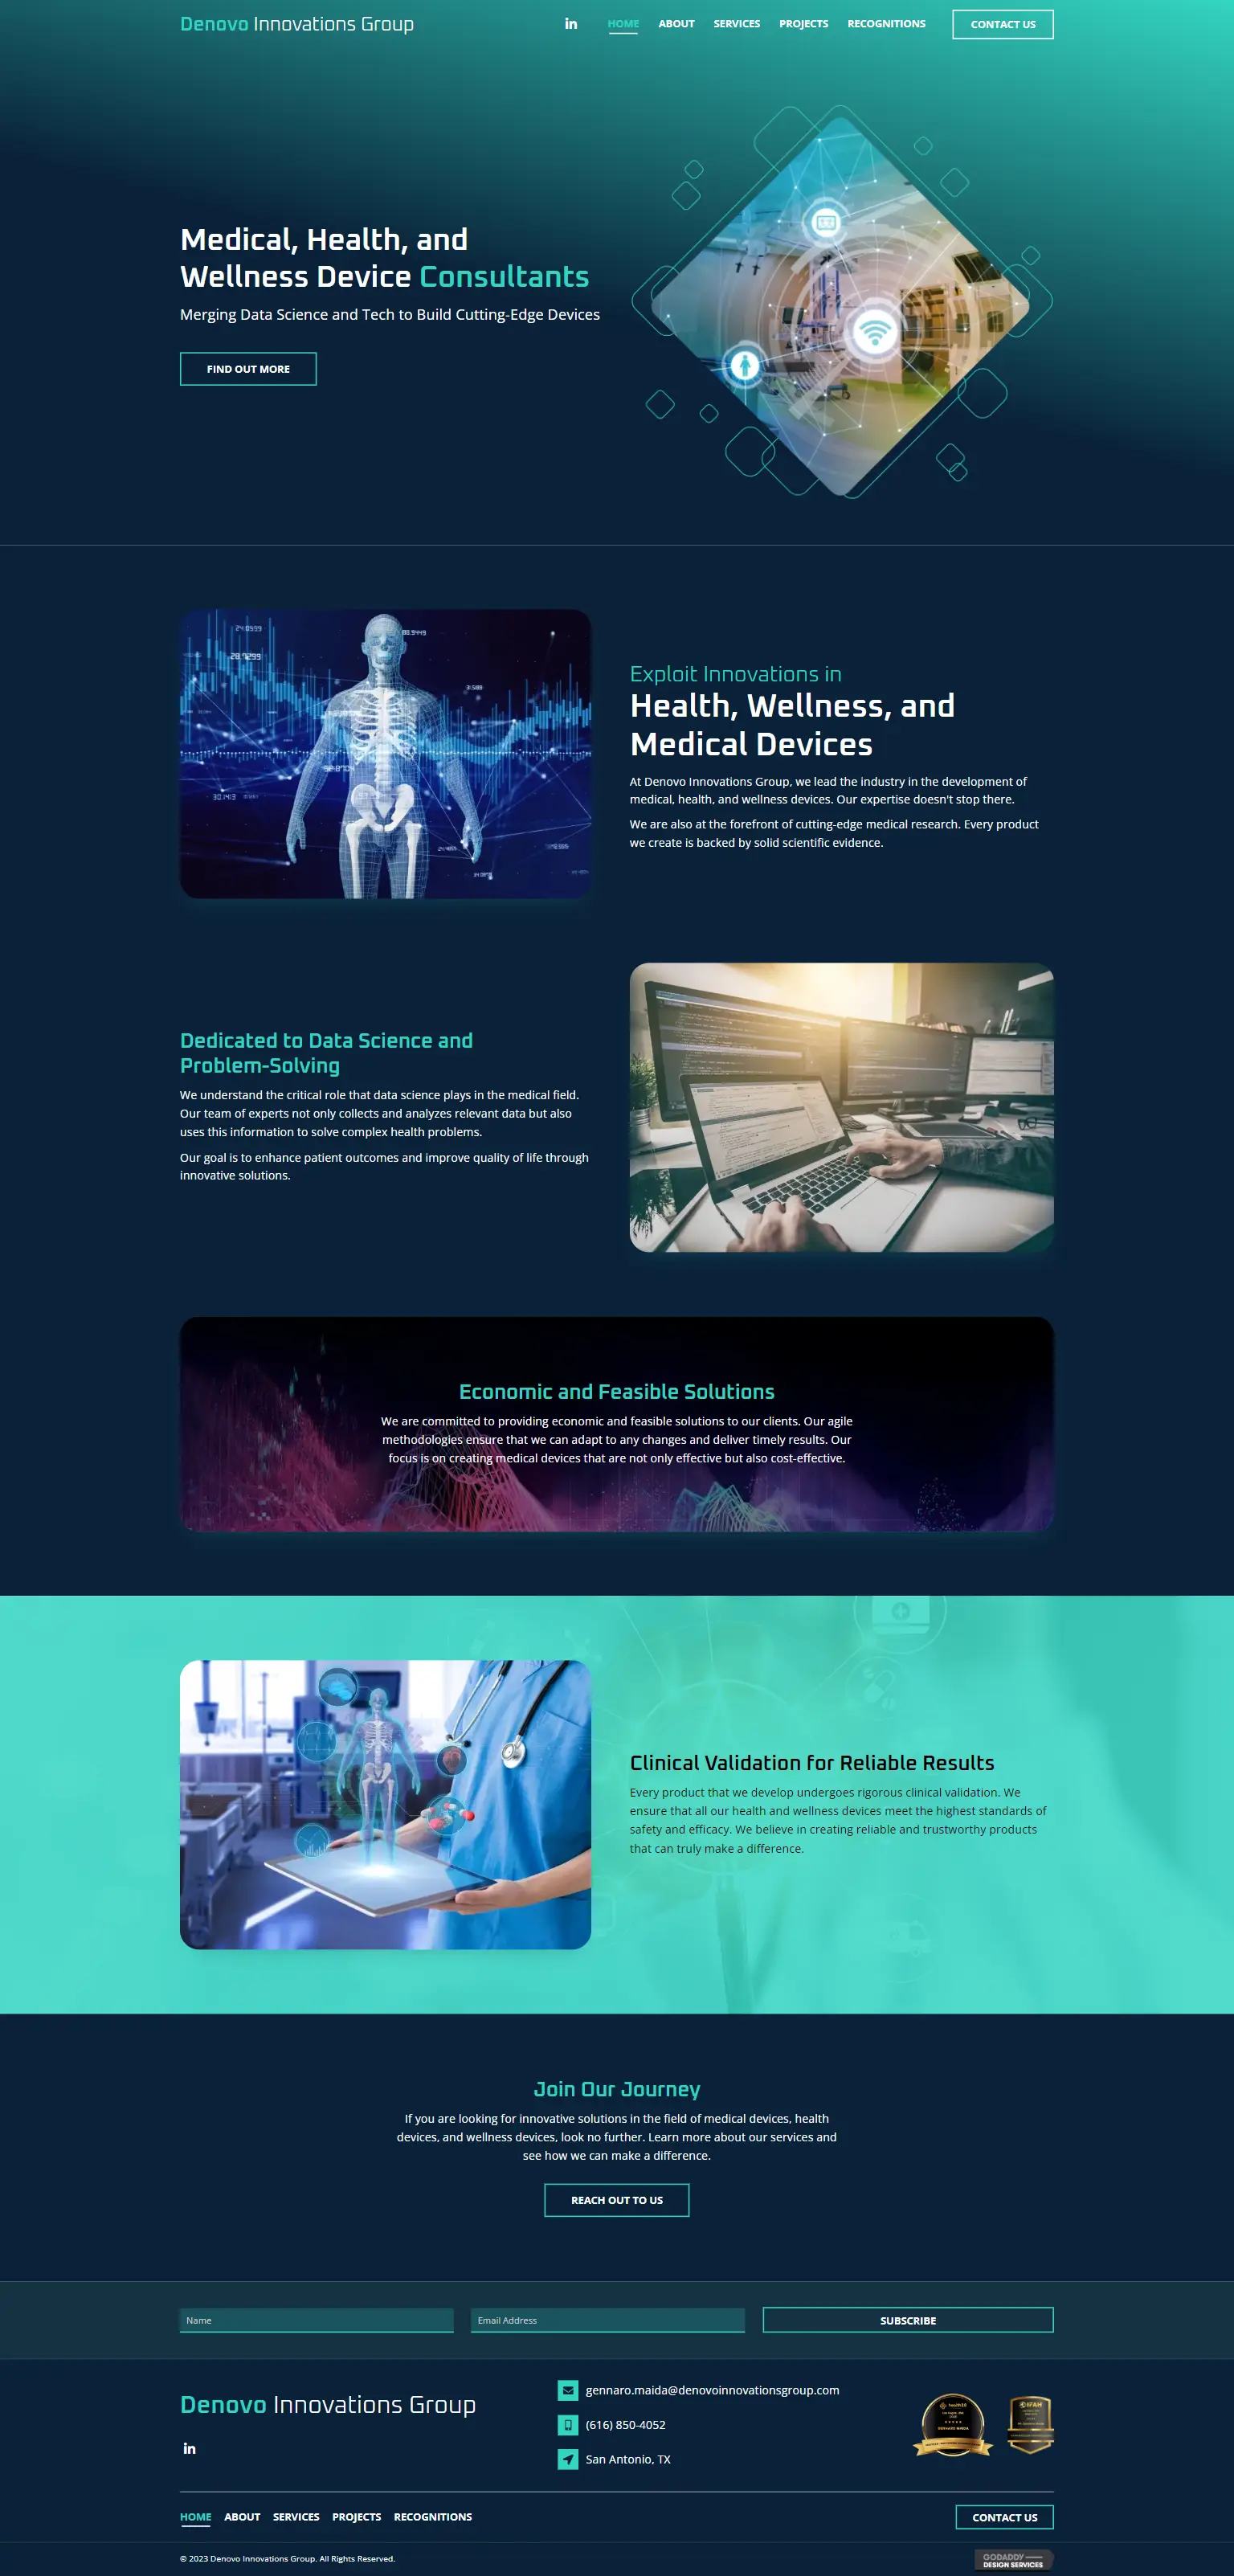 Denovo Innovations Group
in HOME ABOUT SERVICES PROJECTS RECOGNITIONS CONTACT US
Medical, Health, and
Wellness Device Consultants
Merging Data Science and Tech to Build Cutting-Edge Devices
FIND OUT MORE
Exploit Innovations in
Health, Wellness, and
Medical Devices
At Denovo Innovations Group, we lead the industry in the development of
medical, health, and wellness devices. Our expertise doesn't stop there.
We are also at the forefront of cutting-edge medical research. Every product
we create is backed by solid scientific evidence.
Dedicated to Data Science and
Problem-Solving
We understand the critical role that data science plays in the medical field.
Our team of experts not only collects and analyzes relevant data but also
uses this information to solve complex health problems.
Our goal is to enhance patient outcomes and improve quality of life through
innovative solutions.
Economic and Feasible Solutions
We are committed to providing economic and feasible solutions to our clients. Our agile
methodologies ensure that we can adapt to any changes and deliver timely results. Our
focus is on creating medical devices that are not only effective but also cost-effective.
Clinical Validation for Reliable Results
Every product that we develop undergoes rigorous clinical validation. We
ensure that all our health and wellness devices meet the highest standards of
safety and efficacy. We believe in creating reliable and trustworthy products
that can truly make a difference.
Join Our Journey
If you are looking for innovative solutions in the field of medical devices, health
devices, and wellness devices, look no further. Learn more about our services and
see how we can make a difference.
REACH OUT TO US
Name
Email Address
SUBSCRIBE
Denovo Innovations Group
in
gennaro.maida@denovoinnovationsgroup.com
(616) 850-4052
San Antonio, TX
HOME ABOUT SERVICES PROJECTS RECOGNITIONS CONTACT US
© 2023 Denovo Innovations Group. All Rights Reserved.
GODADDY
DESIGN SERVICES